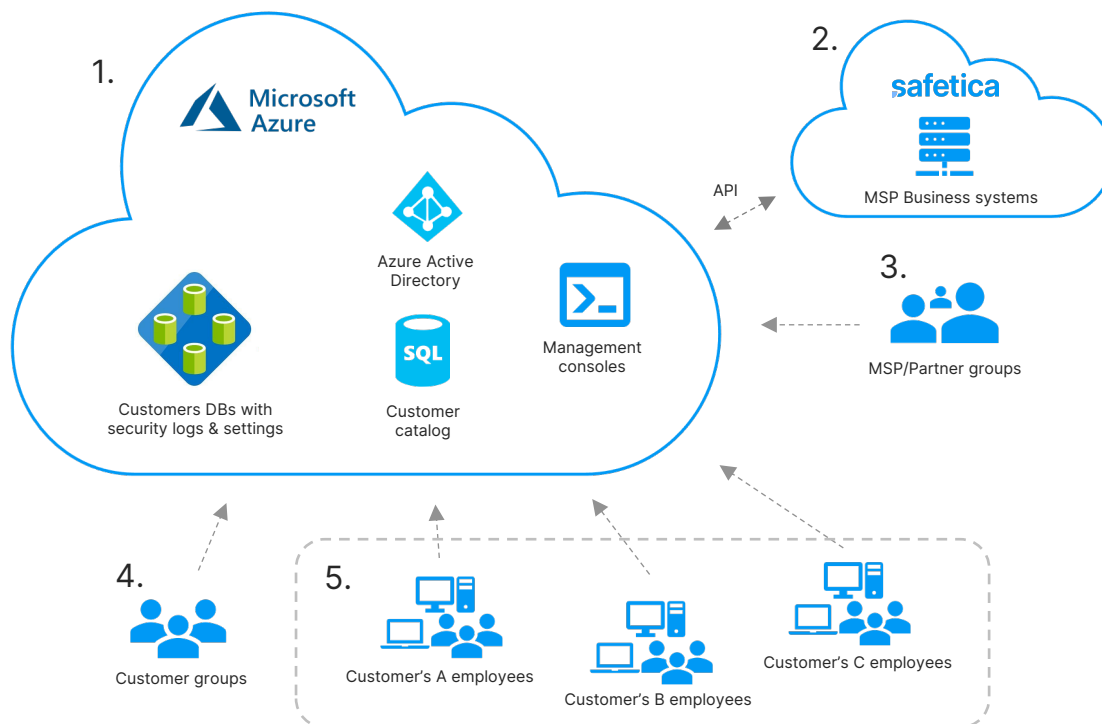 1.
Microsoft
Azure
2.
safetica
MSP Business systems
API
Azure Active
Directory
3.
MSP/Partner groups
SQL
Management
consoles
Customers DBs with
security logs & settings
Customer
catalog
4.
Customer groups
5.
Customer's A employees
Customer's B employees
Customer's C employees